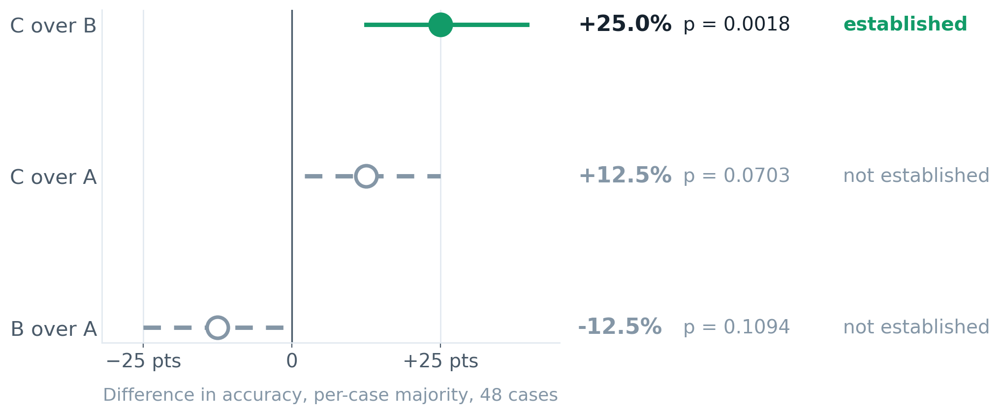 C over B +25.0% p = 0.0018 established
C over A +12.5% p = 0.0703 not established
B over A -12.5% p = 0.1094 not established
−25 pts 0 +25 pts
Difference in accuracy, per-case majority, 48 cases